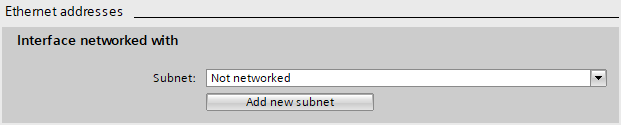 Ethernet addresses
Interface networked with
Subnet: Not networked
Add new subnet